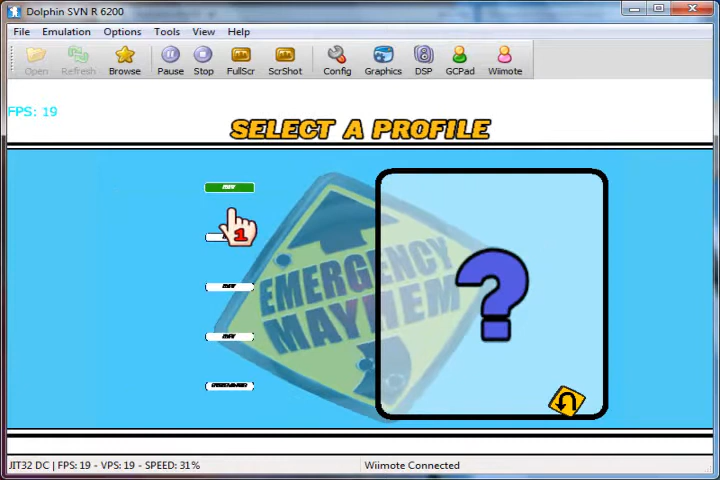 Dolphin SVN R 6200
File Emulation Options Tools View Help
Open Refresh Browse Pause Stop FullScr ScrShot Config Graphics DSP GCPad Wiimote
FPS: 19
SELECT A PROFILE
1
EMERGENCY
MAYHEM
?
JIT32 DC | FPS: 19 - VPS: 19 - SPEED: 31% Wiimote Connected